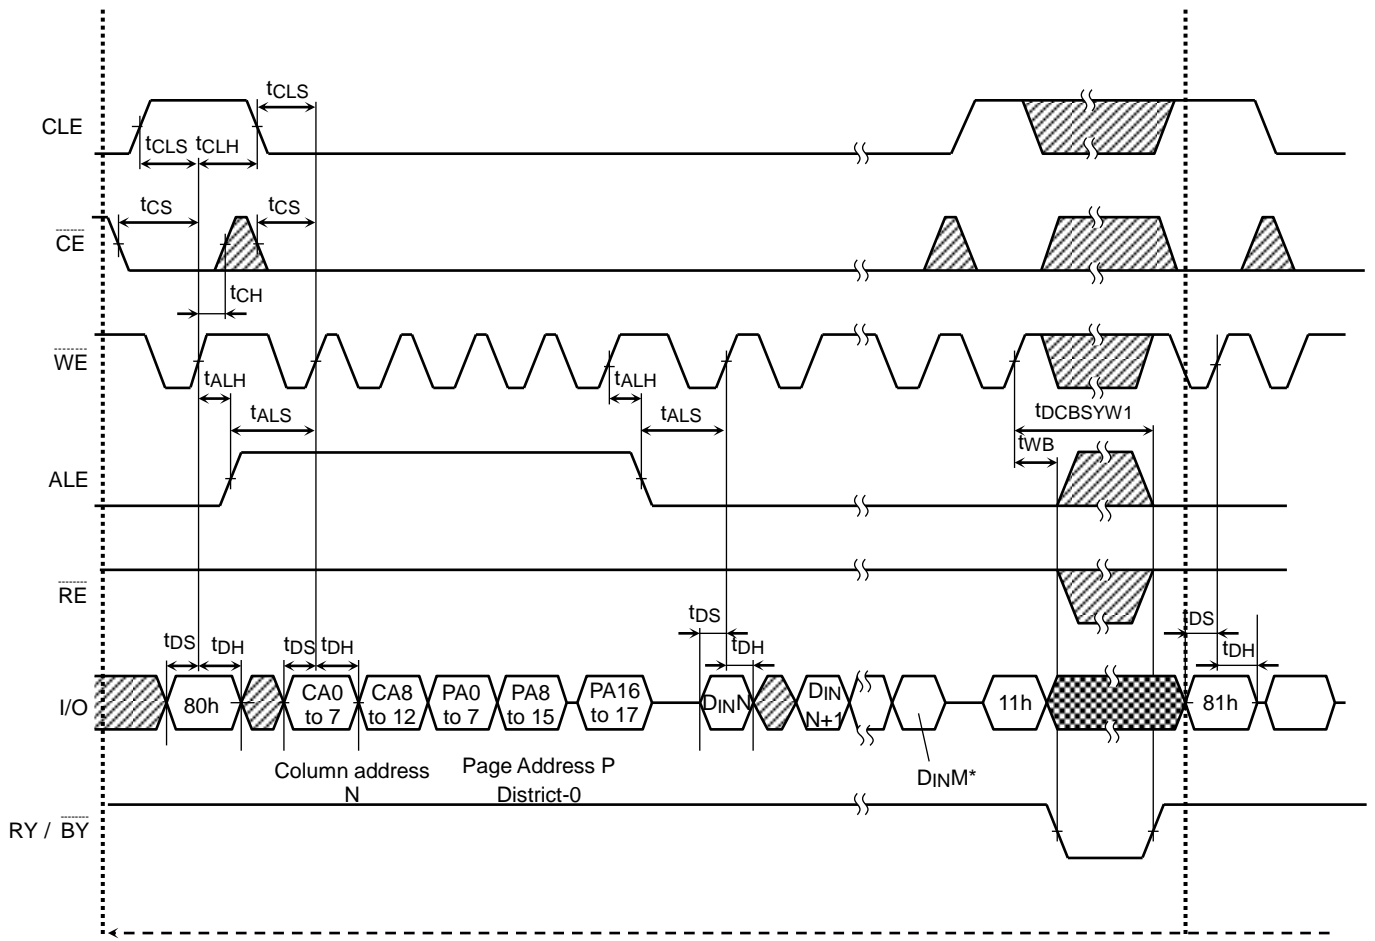 tCLS
CLE
tCLS tCLH
tCS tCS
CE
tCH
WE
tALH tALH
tALS tALS
tDCBSYW1
tWB
ALE
RE
tDS tDH tDS tDH tDS tDH DS tDH
I/O
80h
CA0 to 7
CA8 to 12
PA0 to 7
PA8 to 15
PA16 to 17
DINN
DIN N+1
11h
81h
DINM*
Column address
N
Page Address P
District-0
RY / BY